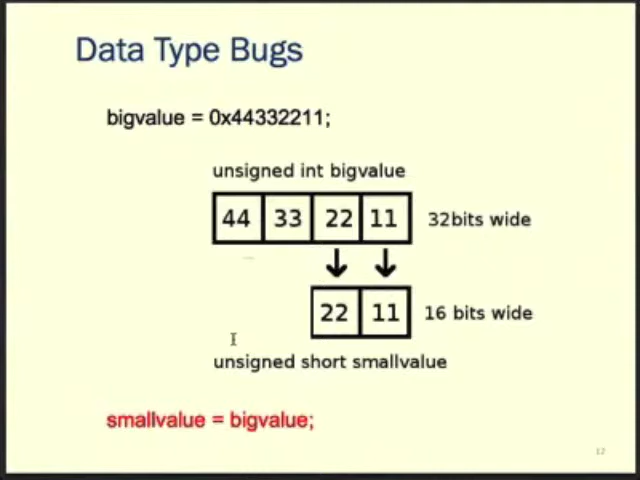 Data Type Bugs
bigvalue = 0x44332211;
unsigned int bigvalue
44 33 22 11 32bits wide
22 11 16 bits wide
unsigned short smallvalue
smallvalue = bigvalue;
17